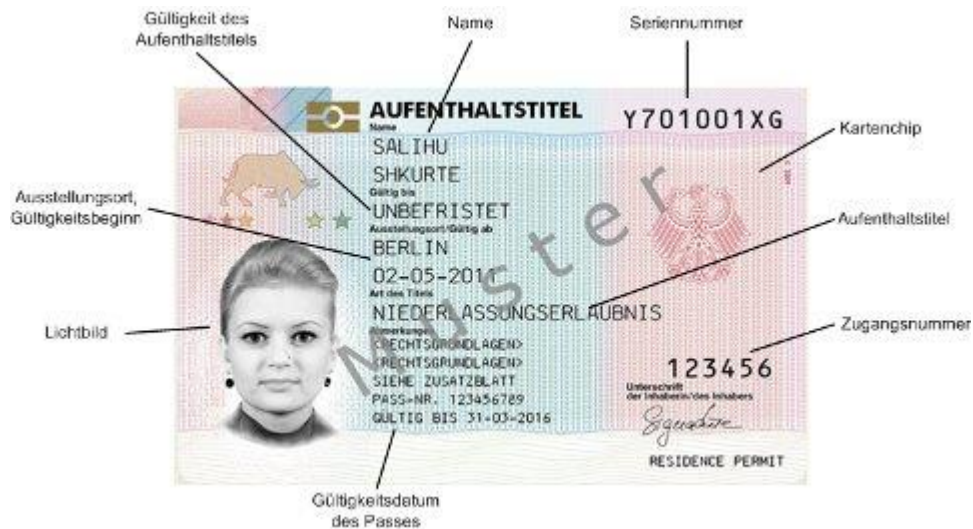 Gültigkeit des
Aufenthaltstitels
Name
Seriennummer
AUFENTHALTSTITEL
Y701001XG
Name
SALIHU
SHKURTE
Gültig bis
UNBEFRISTET
Ausstellungsort/Gültig ab
BERLIN
02-05-2011
Art des Titels
NIEDERLASSUNGSERLAUBNIS
Anmerkungen
<RECHTSGRUNDLAGEN>
<RECHTSGRUNDLAGEN>
SIEHE ZUSATZBLATT
PASS-NR. 123456789
GÜLTIG BIS 31-03-2016
Muster
Kartenchip
Aufenthaltstitel
Zugangsnummer
123456
Unterschrift
der Inhaberin/des Inhabers
Signature
RESIDENCE PERMIT
Ausstellungsort,
Gültigkeitsbeginn
Lichtbild
Gültigkeitsdatum
des Passes